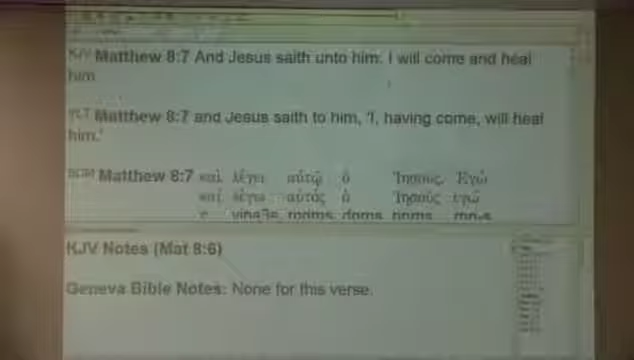 KJV Matthew 8:7 And Jesus saith unto him, I will come and heal
him.
YLT Matthew 8:7 and Jesus saith to him, 'I, having come, will heal
him.'
Matthew 8:7 καὶ λέγει αὐτῷ ὁ Ἰησοῦς, Ἐγὼ
καί λέγω αὐτός ὁ Ἰησοῦς ἐγώ
KJV Notes (Mat 8:6)
Geneva Bible Notes: None for this verse.